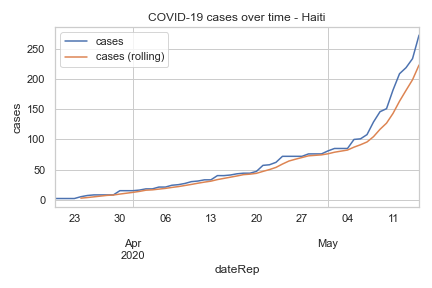 COVID-19 cases over time - Haiti
cases
cases (rolling)
250
200
150
100
50
0
cases
23 30 06 13 20 27 04 11
Apr May
2020
dateRep